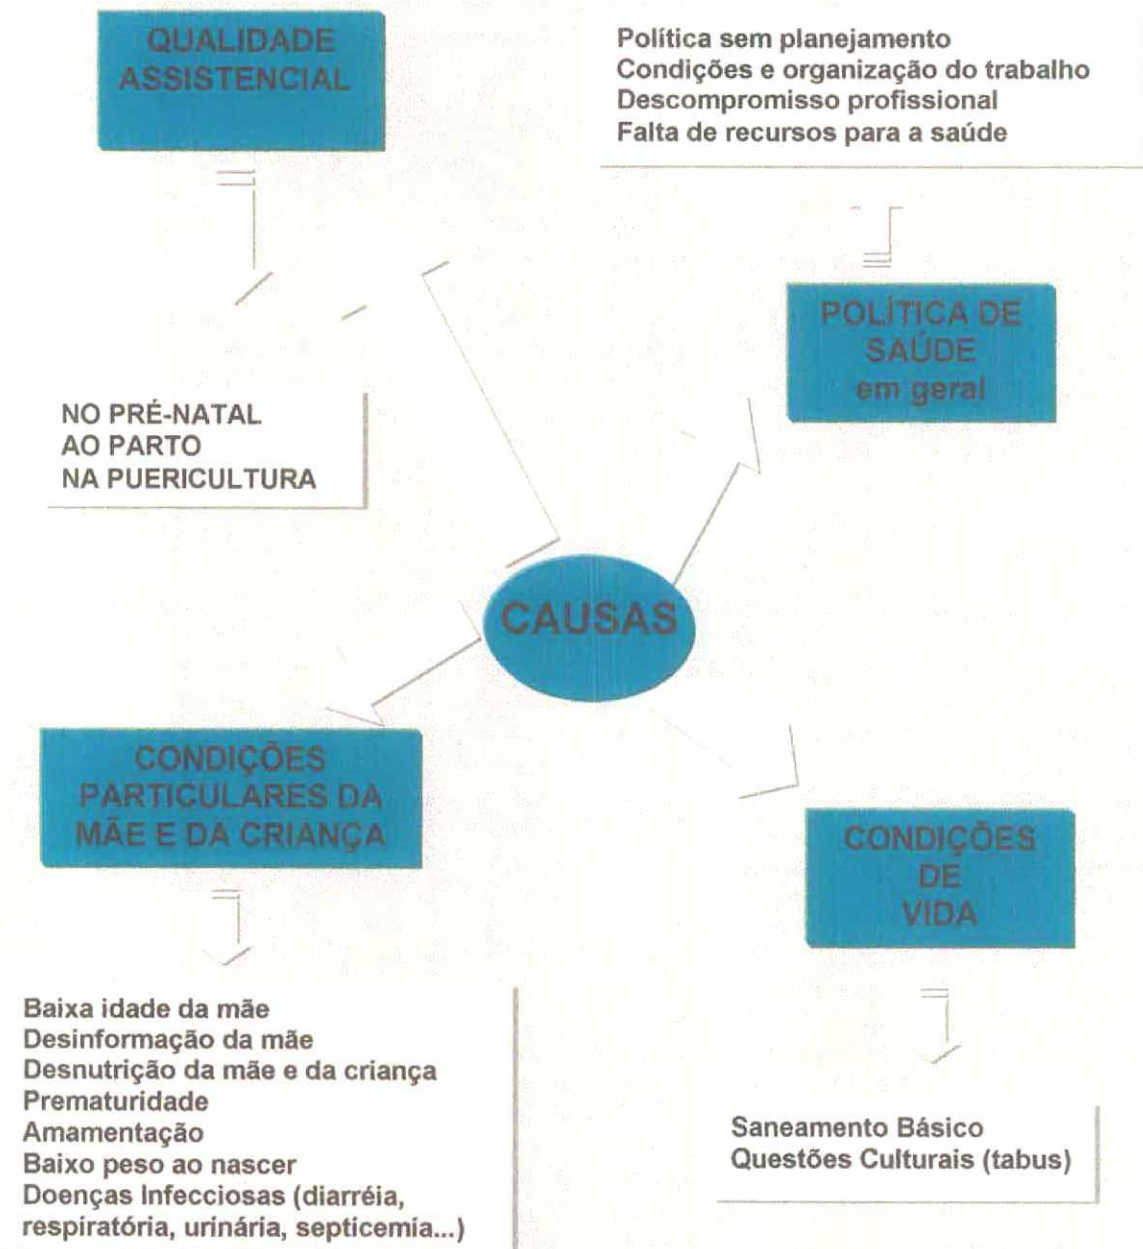 QUALIDADE
ASSISTENCIAL
Política sem planejamento
Condições e organização do trabalho
Descompromisso profissional
Falta de recursos para a saúde
POLÍTICA DE
SAÚDE
em geral
NO PRÉ-NATAL
AO PARTO
NA PUERICULTURA
CAUSAS
CONDIÇÕES
PARTICULARES DA
MÃE E DA CRIANÇA
CONDIÇÕES
DE
VIDA
Baixa idade da mãe
Desinformação da mãe
Desnutrição da mãe e da criança
Prematuridade
Amamentação
Baixo peso ao nascer
Doenças Infecciosas (diarréia,
respiratória, urinária, septicemia...)
Saneamento Básico
Questões Culturais (tabus)